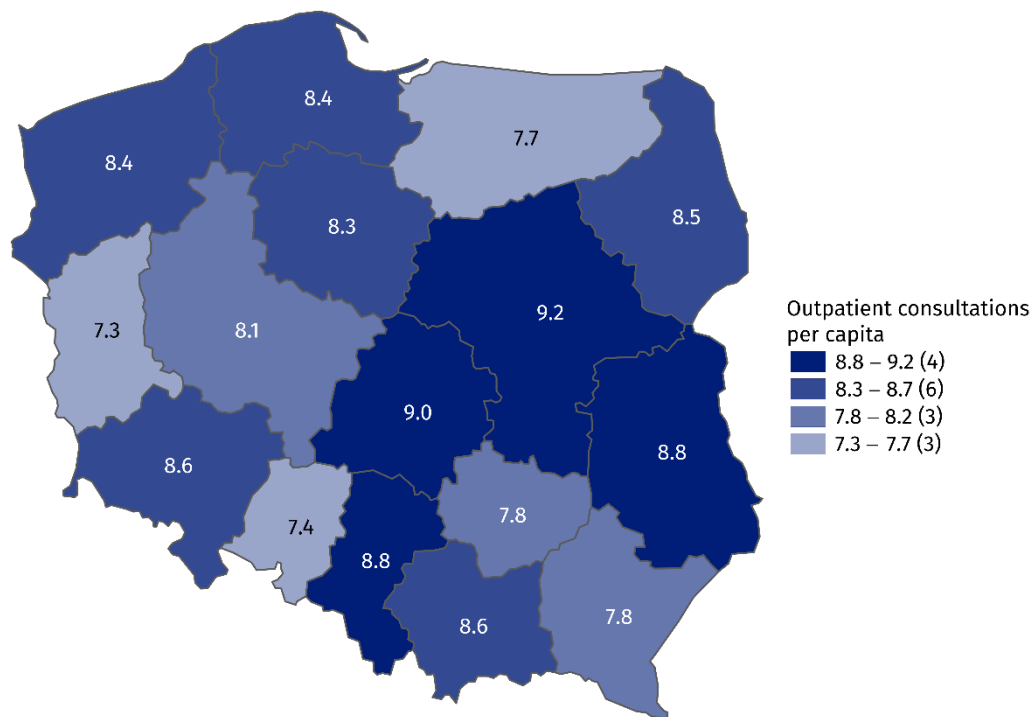 8.4
8.4
7.7
8.5
8.3
9.2
7.3
8.1
9.0
8.8
8.6
7.8
7.4
8.8
7.8
8.6
Outpatient consultations
per capita
8.8 – 9.2 (4)
8.3 – 8.7 (6)
7.8 – 8.2 (3)
7.3 – 7.7 (3)